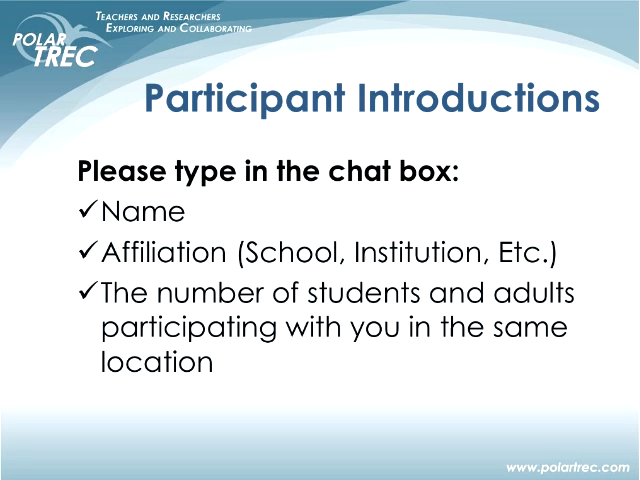 TEACHERS AND RESEARCHERS
EXPLORING AND COLLABORATING
POLAR
TREC
Participant Introductions
Please type in the chat box:
✓Name
✓Affiliation (School, Institution, Etc.)
✓The number of students and adults
participating with you in the same
location
www.polartrec.com